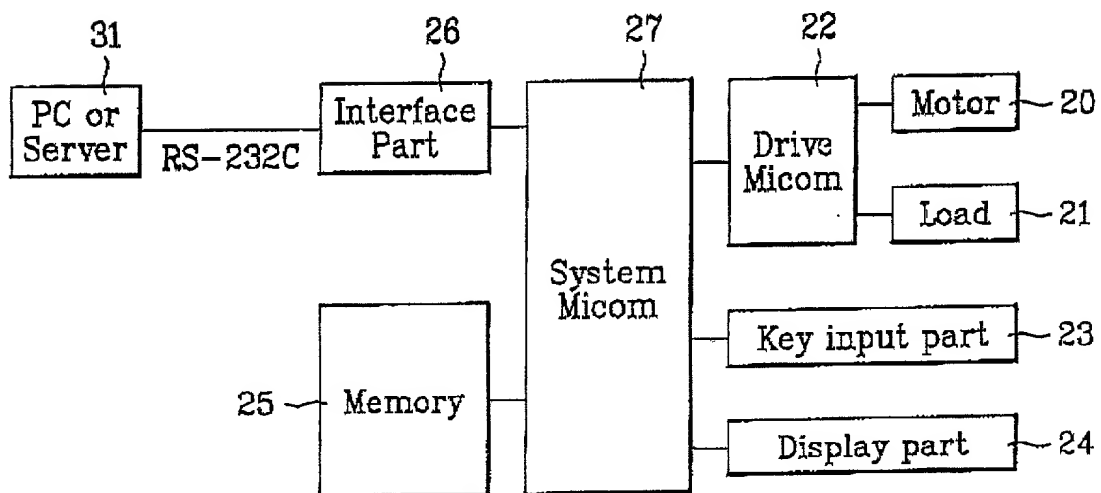 31
26
27
22
PC or
Server
RS-232C
Interface
Part
Drive
Micom
Motor
20
Load
21
System
Micom
Key input part
23
25
Memory
Display part
24